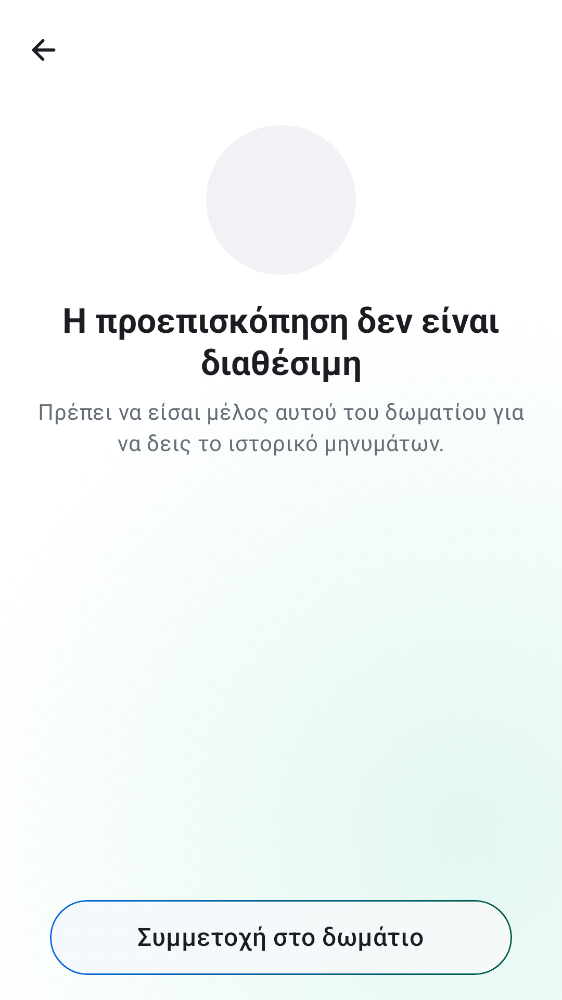 Η προεπισκόπηση δεν είναι
διαθέσιμη
Πρέπει να είσαι μέλος αυτού του δωματίου για
να δεις το ιστορικό μηνυμάτων.
Συμμετοχή στο δωμάτιο